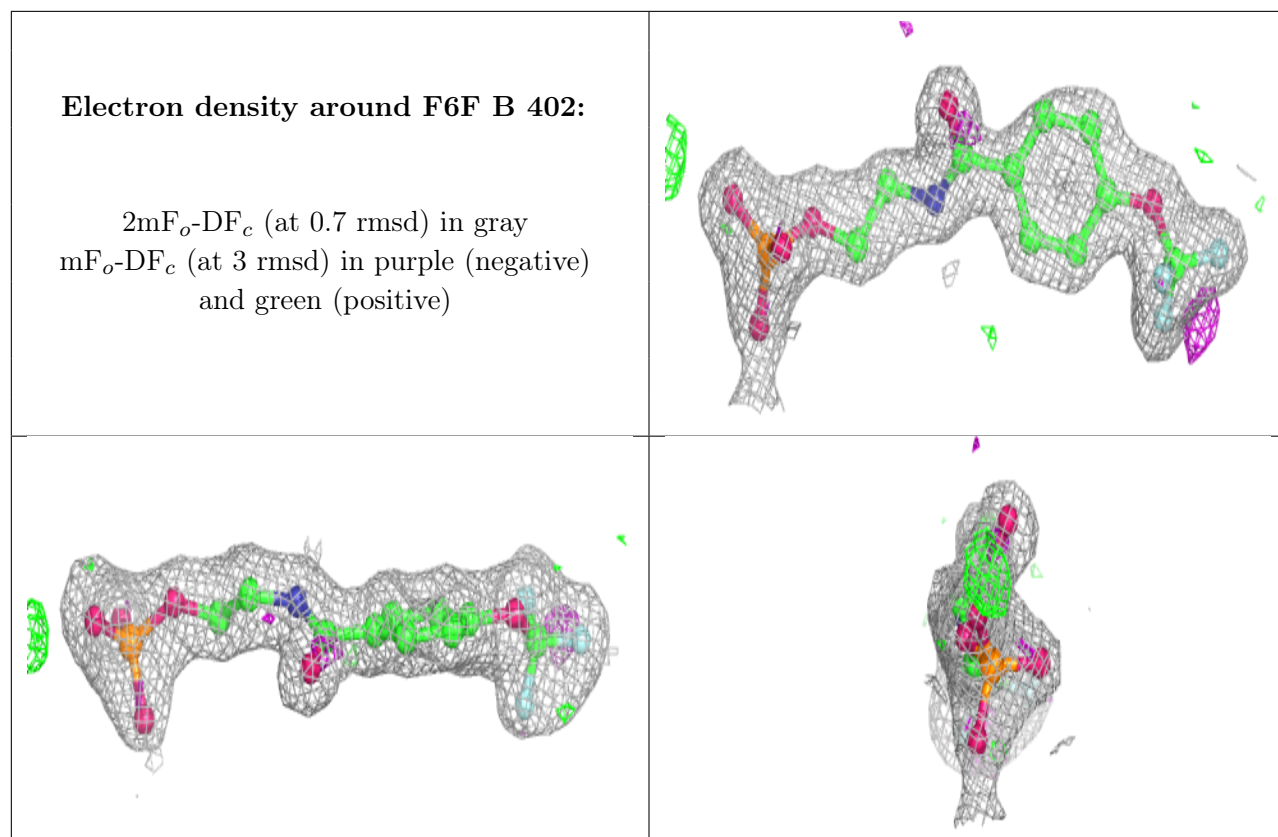 Electron density around F6F B 402:
2mFₒ-DF𝒸 (at 0.7 rmsd) in gray
mFₒ-DF𝒸 (at 3 rmsd) in purple (negative)
and green (positive)